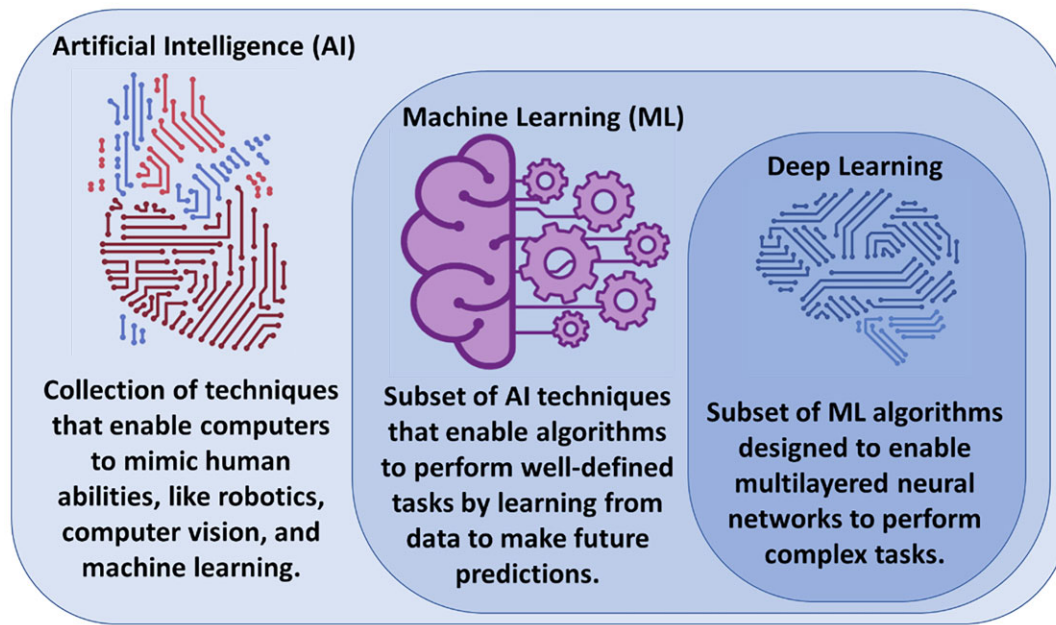 Artificial Intelligence (AI)
Collection of techniques
that enable computers
to mimic human
abilities, like robotics,
computer vision, and
machine learning.
Machine Learning (ML)
Subset of AI techniques
that enable algorithms
to perform well-defined
tasks by learning from
data to make future
predictions.
Deep Learning
Subset of ML algorithms
designed to enable
multilayered neural
networks to perform
complex tasks.